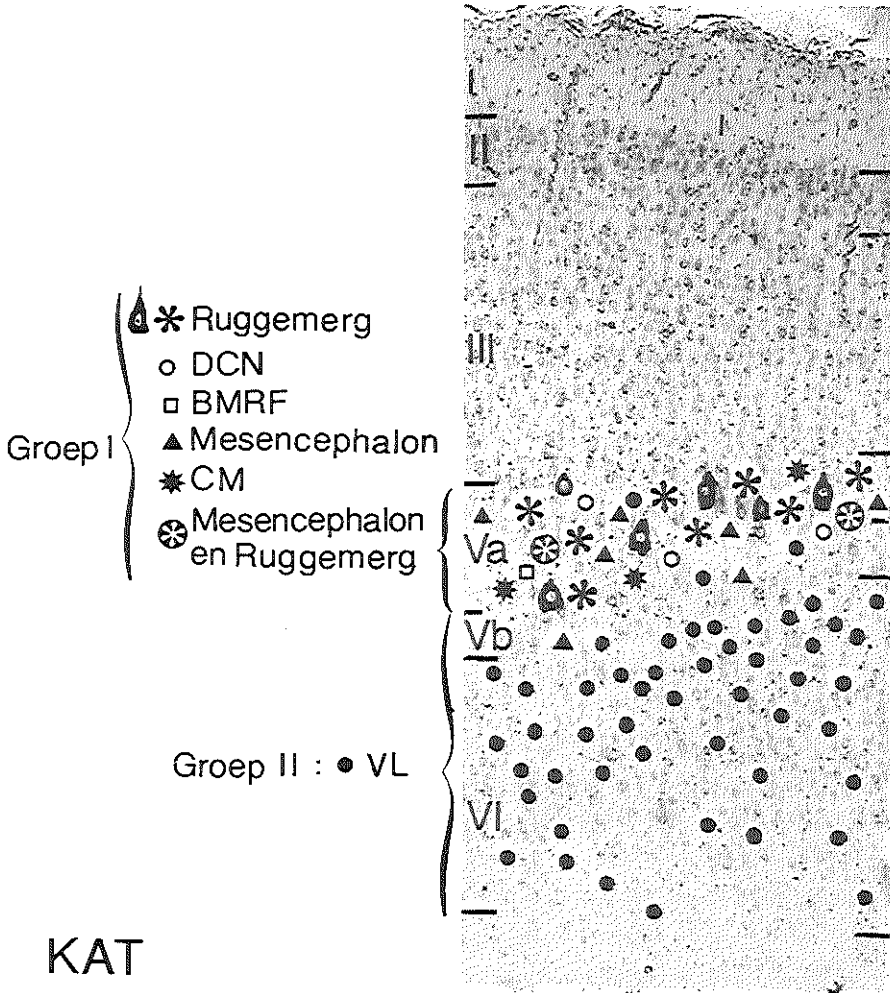 I
II
III
Ruggemerg
DCN
BMRF
Groep I
Mesencephalon
CM
Mesencephalon
en Ruggemerg
Va
Vb
Groep II : VL
VI
KAT